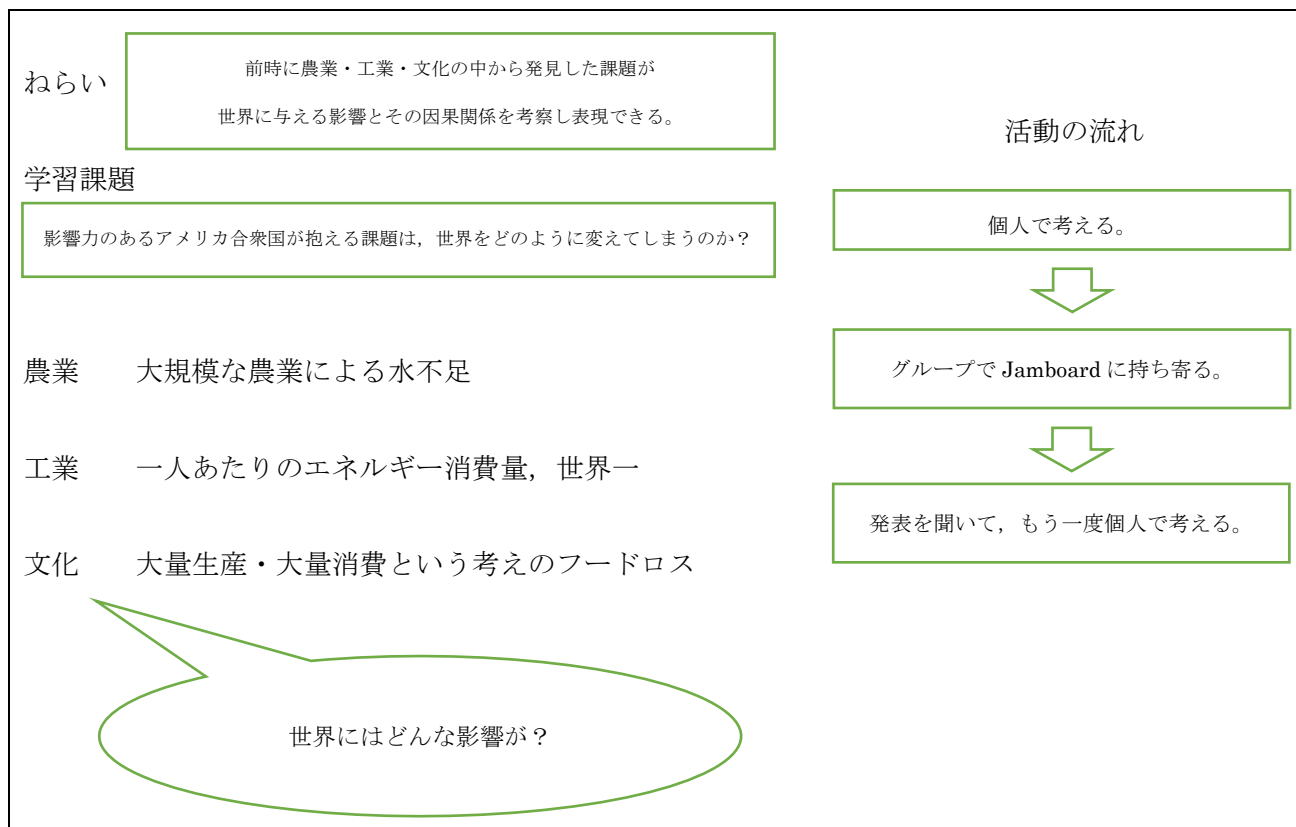 ねらい
前時に農業・工業・文化の中から発見した課題が
世界に与える影響とその因果関係を考察し表現できる。
学習課題
影響力のあるアメリカ合衆国が抱える課題は，世界をどのように変えてしまうのか？
農業　大規模な農業による水不足
工業　一人あたりのエネルギー消費量，世界一
文化　大量生産・大量消費という考えのフードロス
世界にはどんな影響が？
活動の流れ
個人で考える。
グループで Jamboard に持ち寄る。
発表を聞いて，もう一度個人で考える。